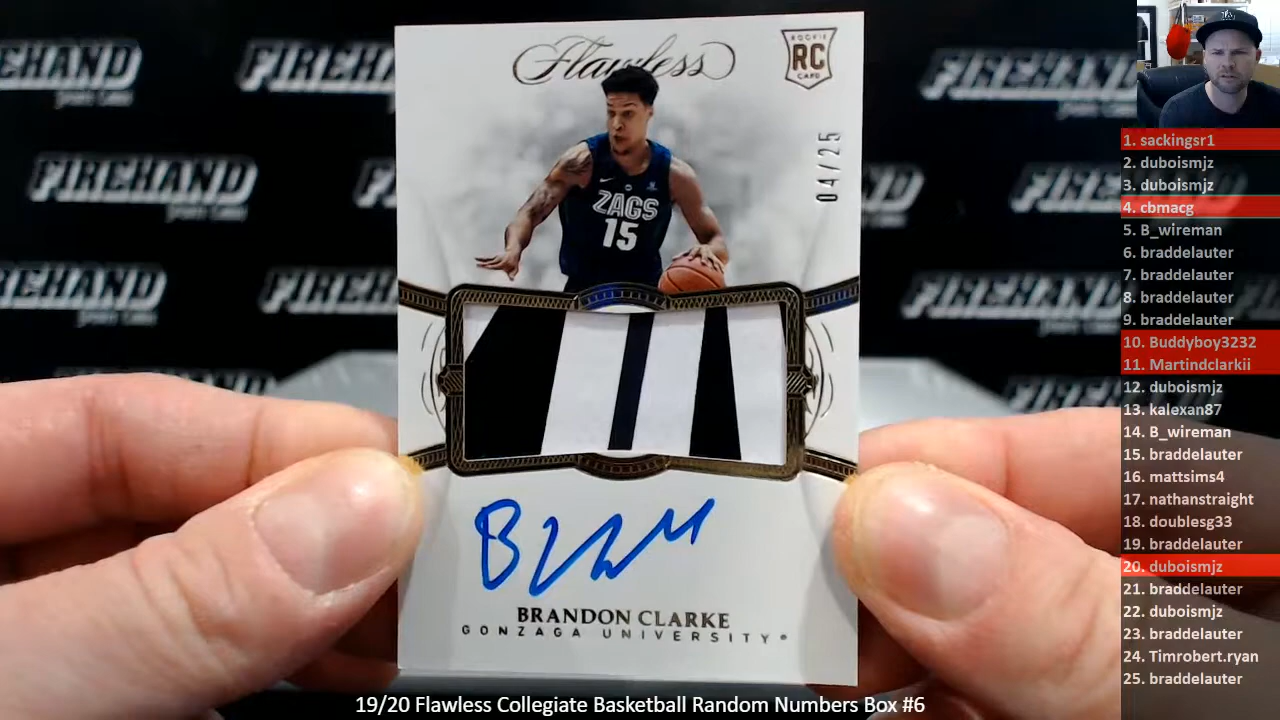 FIREHAND
Flawless
ROOKIE
RC
CARD
04/25
ZAGS
15
BRANDON CLARKE
GONZAGA UNIVERSITY
1. sackingsr1
2. duboismjz
3. duboismjz
4. cbmacg
5. B_wireman
6. braddelauter
7. braddelauter
8. braddelauter
9. braddelauter
10. Buddyboy3232
11. Martindclarkii
12. duboismjz
13. kalexan87
14. B_wireman
15. braddelauter
16. mattsims4
17. nathanstraight
18. doublesg33
19. braddelauter
20. duboismjz
21. braddelauter
22. duboismjz
23. braddelauter
24. Timrobert.ryan
25. braddelauter
19/20 Flawless Collegiate Basketball Random Numbers Box #6